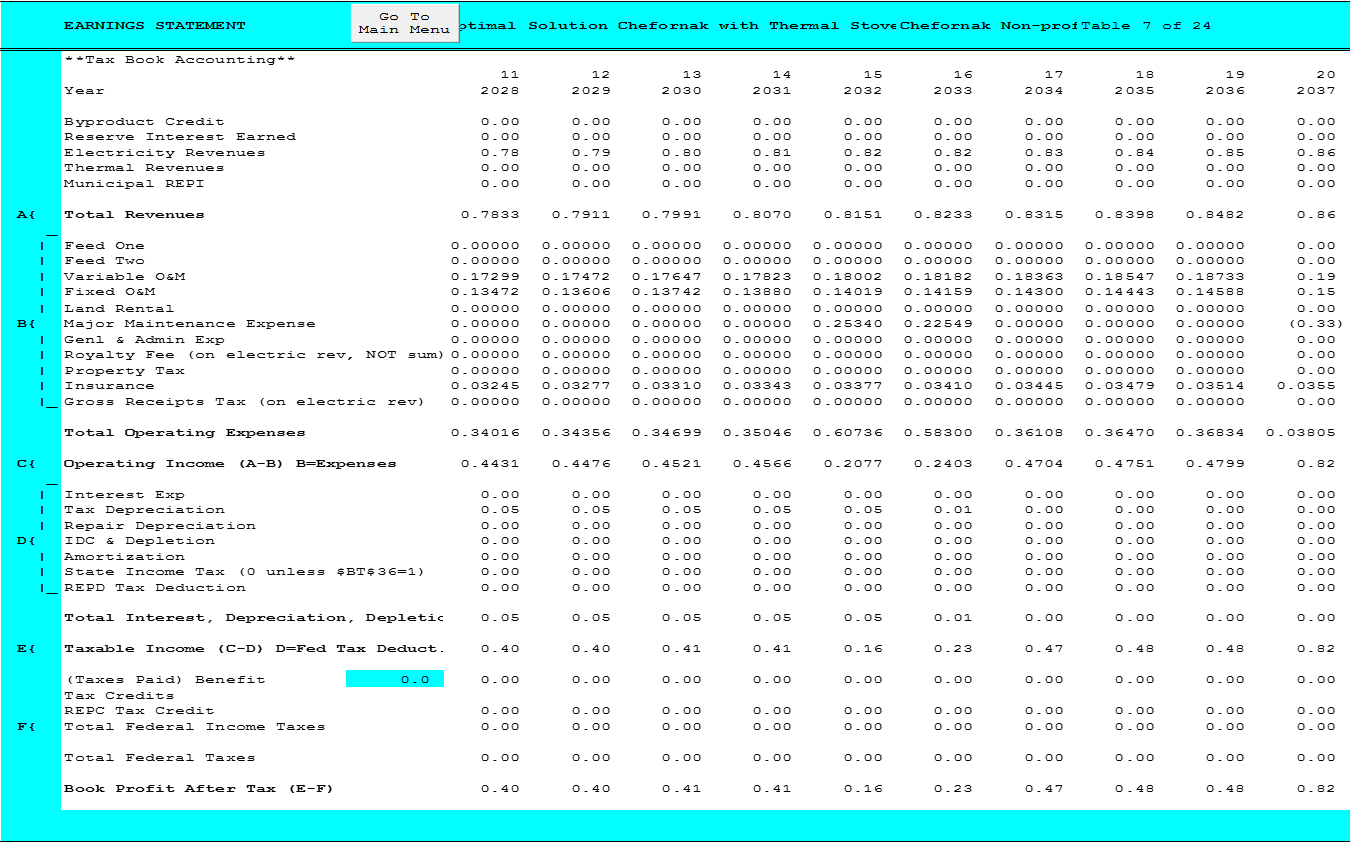 EARNINGS STATEMENT Go To Main Menu ptimal Solution Chefornak with Thermal Stove Chefornak Non-prof Table 7 of 24
**Tax Book Accounting**
11 12 13 14 15 16 17 18 19 20
Year 2028 2029 2030 2031 2032 2033 2034 2035 2036 2037
Byproduct Credit 0.00 0.00 0.00 0.00 0.00 0.00 0.00 0.00 0.00 0.00
Reserve Interest Earned 0.00 0.00 0.00 0.00 0.00 0.00 0.00 0.00 0.00 0.00
Electricity Revenues 0.78 0.79 0.80 0.81 0.82 0.82 0.83 0.84 0.85 0.86
Thermal Revenues 0.00 0.00 0.00 0.00 0.00 0.00 0.00 0.00 0.00 0.00
Municipal REPI 0.00 0.00 0.00 0.00 0.00 0.00 0.00 0.00 0.00 0.00
A{ Total Revenues 0.7833 0.7911 0.7991 0.8070 0.8151 0.8233 0.8315 0.8398 0.8482 0.86
| Feed One 0.00000 0.00000 0.00000 0.00000 0.00000 0.00000 0.00000 0.00000 0.00000 0.00
| Feed Two 0.00000 0.00000 0.00000 0.00000 0.00000 0.00000 0.00000 0.00000 0.00000 0.00
| Variable O&M 0.17299 0.17472 0.17647 0.17823 0.18002 0.18182 0.18363 0.18547 0.18733 0.19
| Fixed O&M 0.13472 0.13606 0.13742 0.13880 0.14019 0.14159 0.14300 0.14443 0.14588 0.15
| Land Rental 0.00000 0.00000 0.00000 0.00000 0.00000 0.00000 0.00000 0.00000 0.00000 0.00
B{ Major Maintenance Expense 0.00000 0.00000 0.00000 0.00000 0.25340 0.22549 0.00000 0.00000 0.00000 (0.33)
| Genl & Admin Exp 0.00000 0.00000 0.00000 0.00000 0.00000 0.00000 0.00000 0.00000 0.00000 0.00
| Royalty Fee (on electric rev, NOT sum) 0.00000 0.00000 0.00000 0.00000 0.00000 0.00000 0.00000 0.00000 0.00000 0.00
| Property Tax 0.00000 0.00000 0.00000 0.00000 0.00000 0.00000 0.00000 0.00000 0.00000 0.00
| Insurance 0.03245 0.03277 0.03310 0.03343 0.03377 0.03410 0.03445 0.03479 0.03514 0.0355
|_ Gross Receipts Tax (on electric rev) 0.00000 0.00000 0.00000 0.00000 0.00000 0.00000 0.00000 0.00000 0.00000 0.00
Total Operating Expenses 0.34016 0.34356 0.34699 0.35046 0.60736 0.58300 0.36108 0.36470 0.36834 0.03805
C{ Operating Income (A-B) B=Expenses 0.4431 0.4476 0.4521 0.4566 0.2077 0.2403 0.4704 0.4751 0.4799 0.82
| Interest Exp 0.00 0.00 0.00 0.00 0.00 0.00 0.00 0.00 0.00 0.00
| Tax Depreciation 0.05 0.05 0.05 0.05 0.05 0.01 0.00 0.00 0.00 0.00
| Repair Depreciation 0.00 0.00 0.00 0.00 0.00 0.00 0.00 0.00 0.00 0.00
D{ IDC & Depletion 0.00 0.00 0.00 0.00 0.00 0.00 0.00 0.00 0.00 0.00
| Amortization 0.00 0.00 0.00 0.00 0.00 0.00 0.00 0.00 0.00 0.00
| State Income Tax (0 unless $BT$36=1) 0.00 0.00 0.00 0.00 0.00 0.00 0.00 0.00 0.00 0.00
|_ REPD Tax Deduction 0.00 0.00 0.00 0.00 0.00 0.00 0.00 0.00 0.00 0.00
Total Interest, Depreciation, Depletic 0.05 0.05 0.05 0.05 0.05 0.01 0.00 0.00 0.00 0.00
E{ Taxable Income (C-D) D=Fed Tax Deduct. 0.40 0.40 0.41 0.41 0.16 0.23 0.47 0.48 0.48 0.82
(Taxes Paid) Benefit 0.0 0.00 0.00 0.00 0.00 0.00 0.00 0.00 0.00 0.00 0.00
Tax Credits
REPC Tax Credit 0.00 0.00 0.00 0.00 0.00 0.00 0.00 0.00 0.00 0.00
F{ Total Federal Income Taxes 0.00 0.00 0.00 0.00 0.00 0.00 0.00 0.00 0.00 0.00
Total Federal Taxes 0.00 0.00 0.00 0.00 0.00 0.00 0.00 0.00 0.00 0.00
Book Profit After Tax (E-F) 0.40 0.40 0.41 0.41 0.16 0.23 0.47 0.48 0.48 0.82